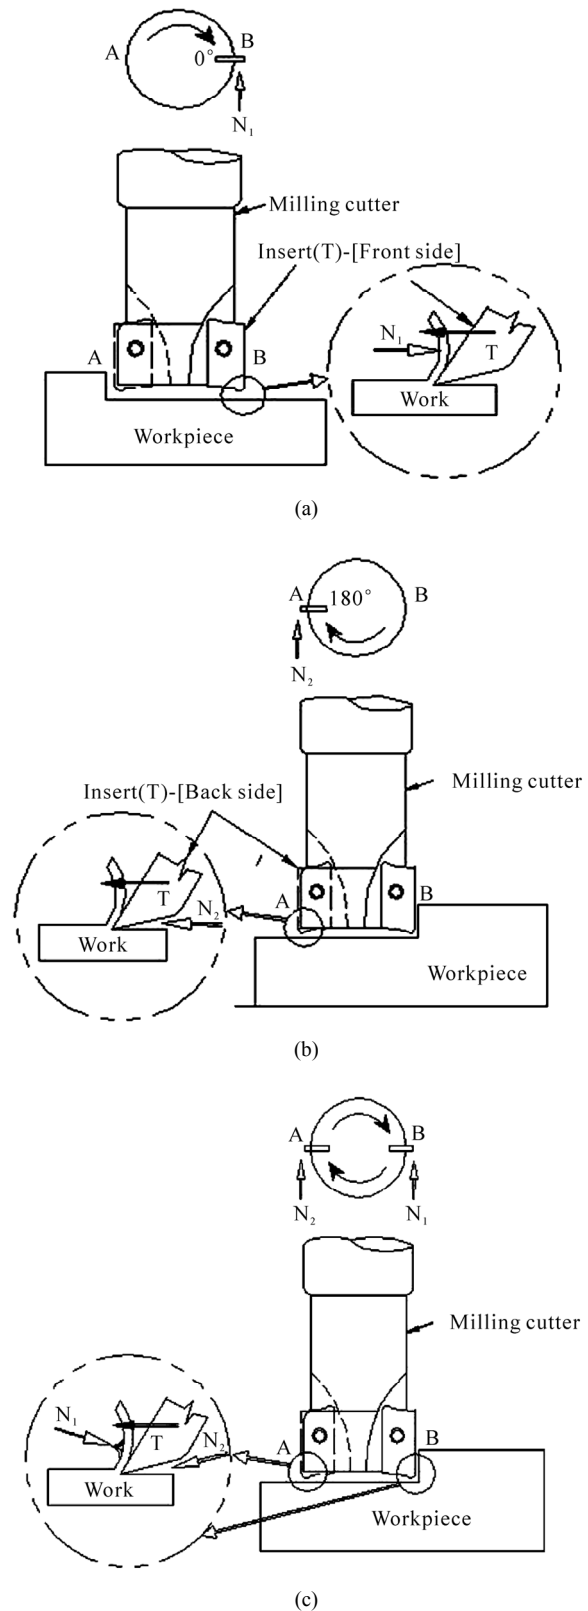 A
B
0°
N₁
Milling cutter
Insert(T)-[Front side]
A
B
N₁
T
Work
Workpiece
(a)
A
180°
B
N₂
Milling cutter
Insert(T)-[Back side]
T
N₂
Work
A
B
Workpiece
(b)
A
B
N₂
N₁
Milling cutter
N₁
T
N₂
Work
A
B
Workpiece
(c)